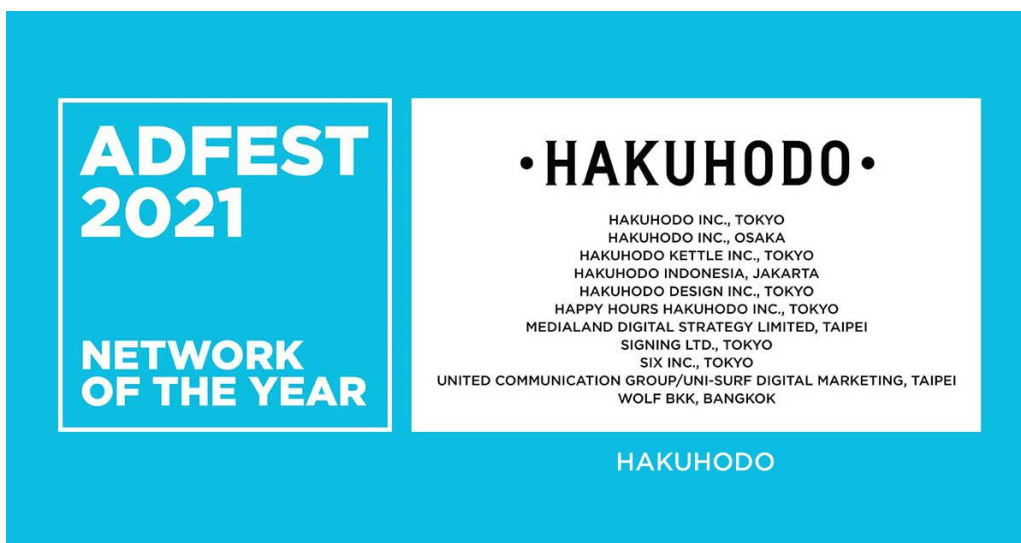 ADFEST
2021
NETWORK
OF THE YEAR
·HAKUHODO·
HAKUHODO INC., TOKYO
HAKUHODO INC., OSAKA
HAKUHODO KETTLE INC., TOKYO
HAKUHODO INDONESIA, JAKARTA
HAKUHODO DESIGN INC., TOKYO
HAPPY HOURS HAKUHODO INC., TOKYO
MEDIALAND DIGITAL STRATEGY LIMITED, TAIPEI
SIGNING LTD., TOKYO
SIX INC., TOKYO
UNITED COMMUNICATION GROUP/UNI-SURF DIGITAL MARKETING, TAIPEI
WOLF BKK, BANGKOK
HAKUHODO